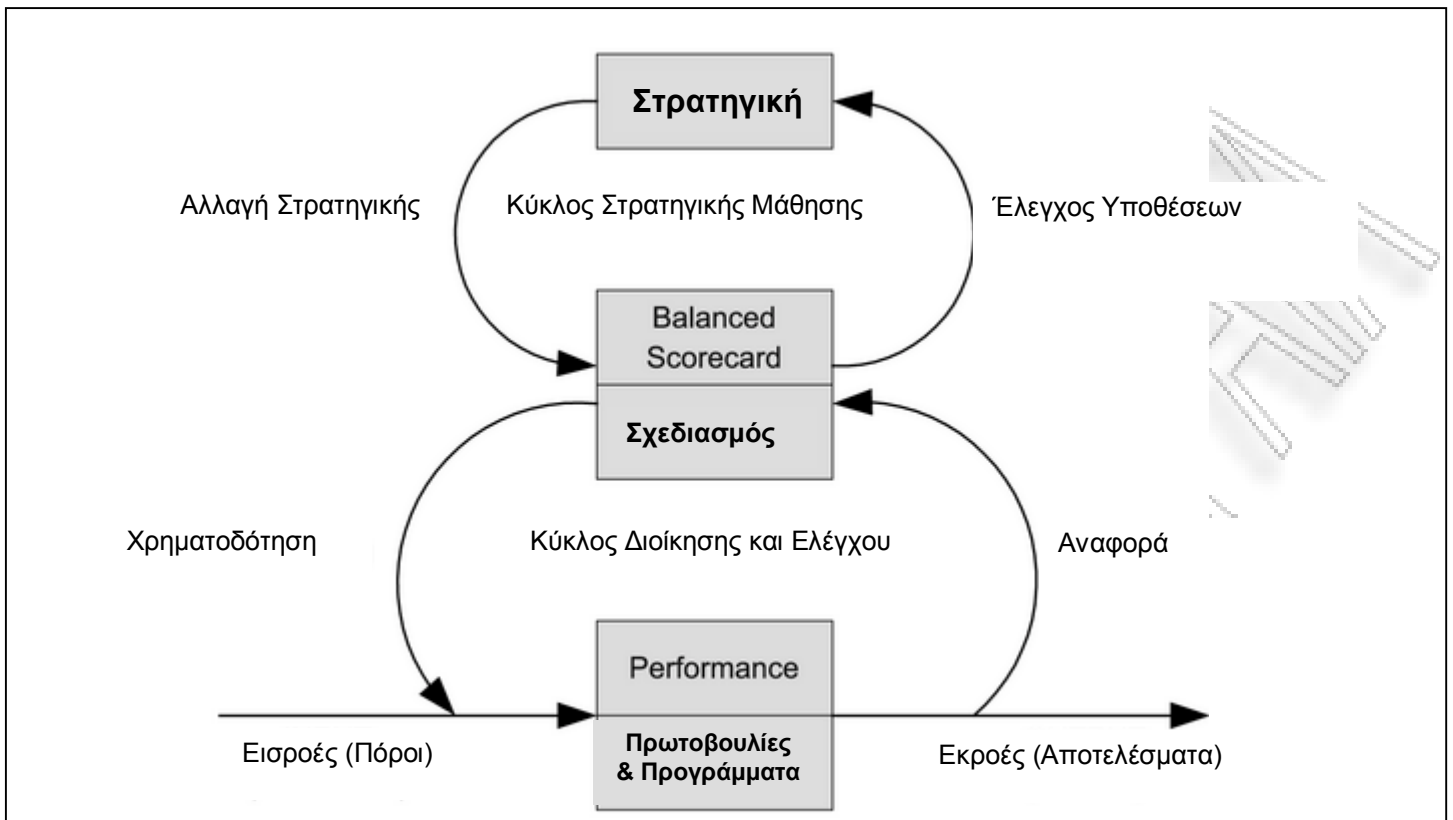 Στρατηγική
Αλλαγή Στρατηγικής
Κύκλος Στρατηγικής Μάθησης
Έλεγχος Υποθέσεων
Balanced
Scorecard
Σχεδιασμός
Χρηματοδότηση
Κύκλος Διοίκησης και Ελέγχου
Αναφορά
Performance
Εισροές (Πόροι)
Πρωτοβουλίες
& Προγράμματα
Εκροές (Αποτελέσματα)